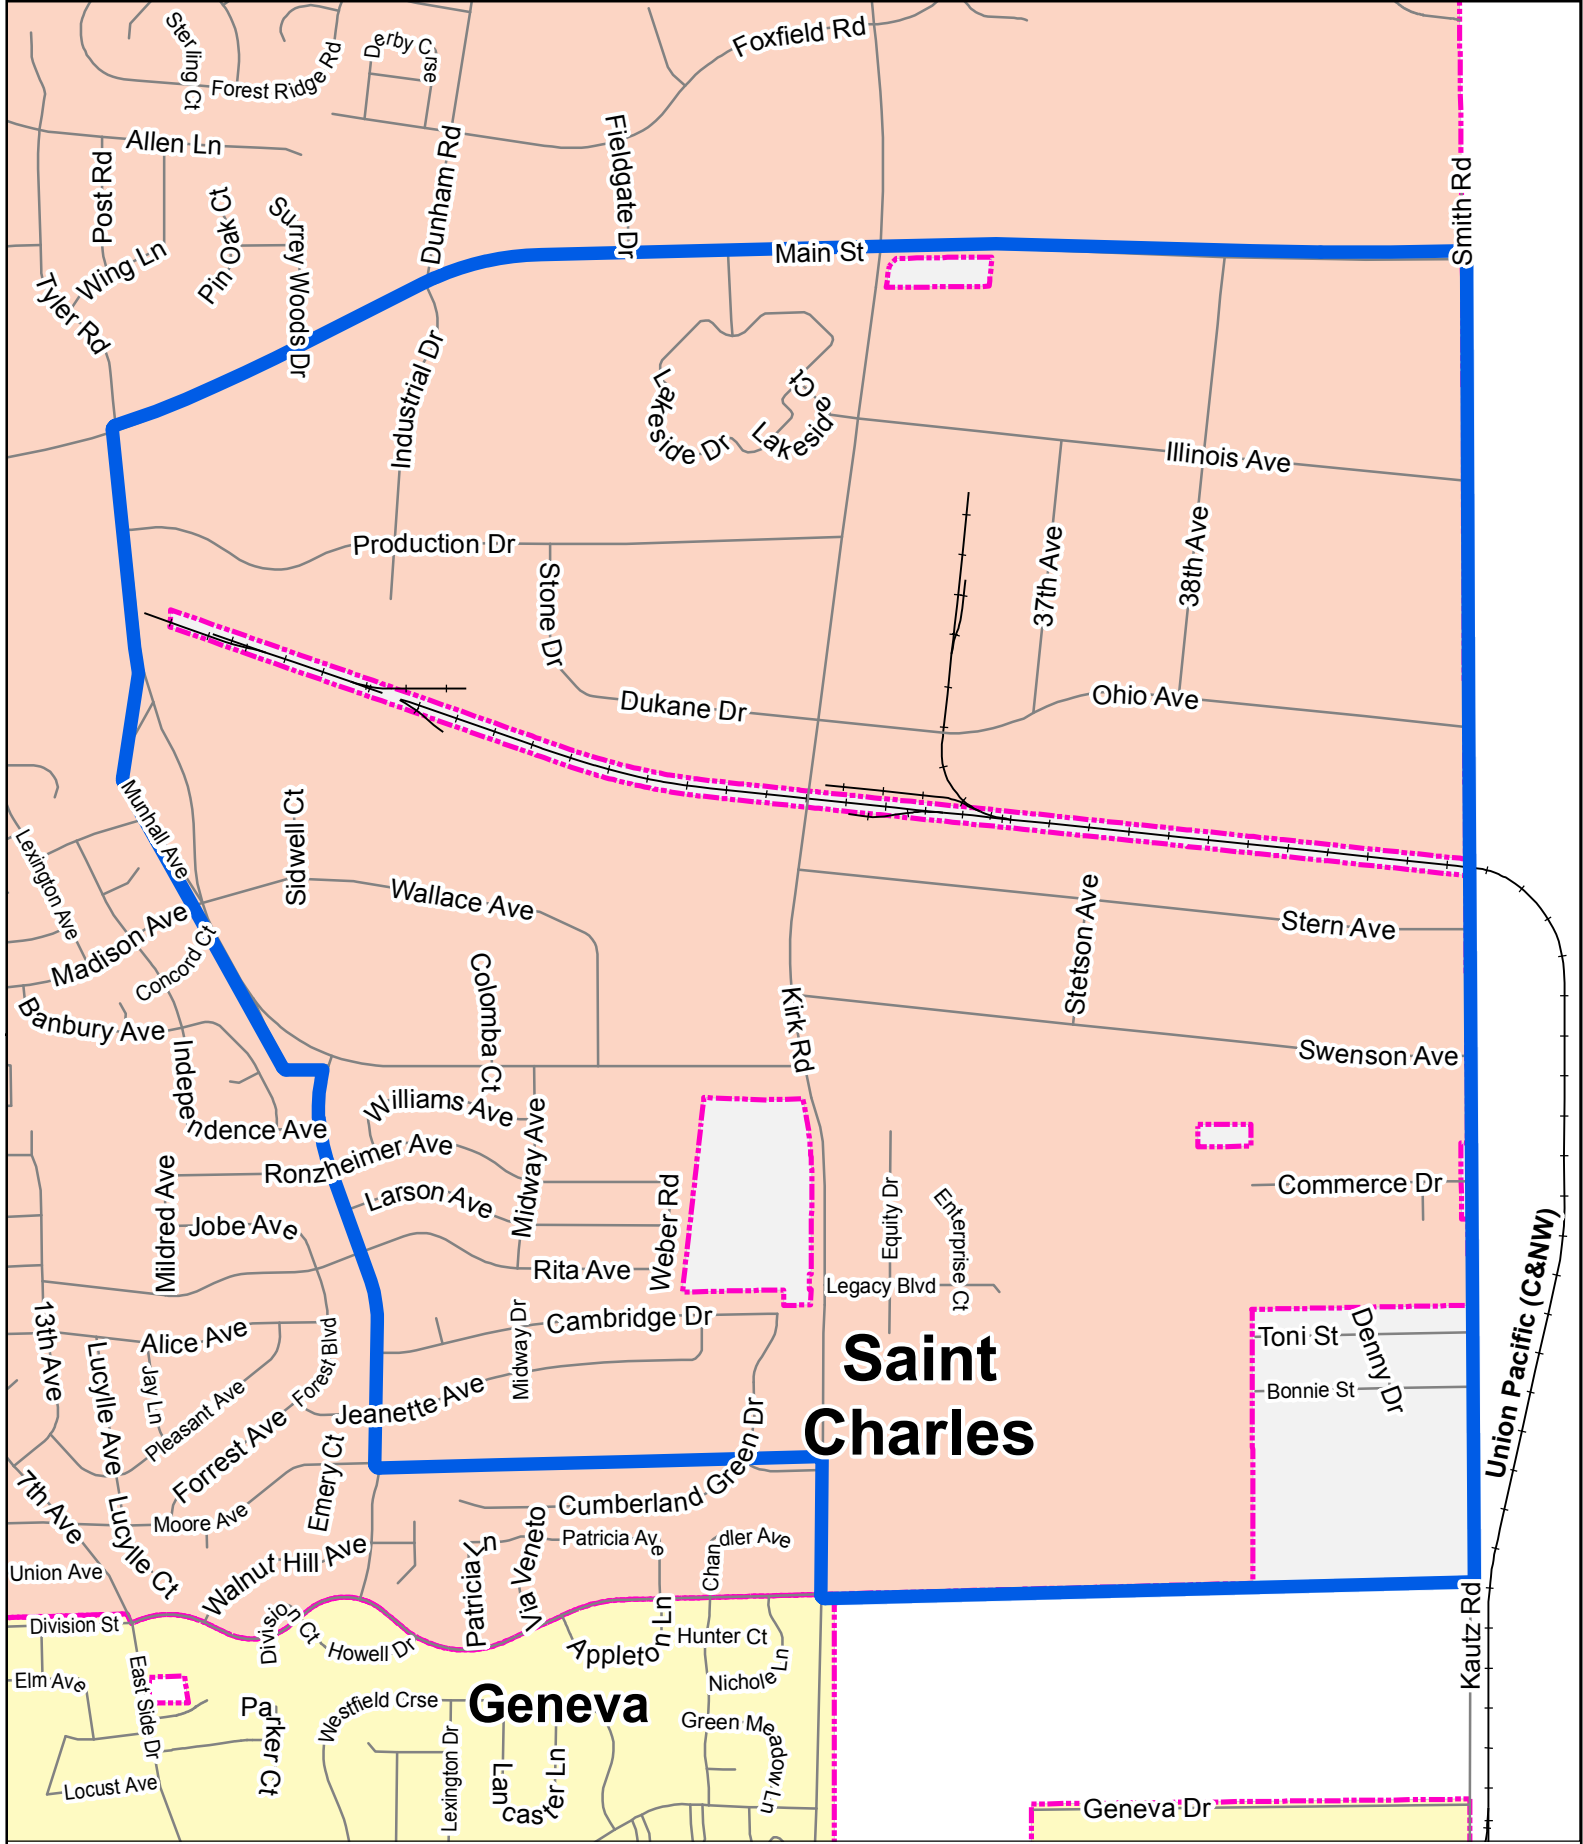 Sterling Ct
Derby Crse
Foxfield Rd
Forest Ridge Rd
Allen Ln
Post Rd
Wing Ln
Pin Oak Ct
Surrey Woods Dr
Dunham Rd
Fieldgate Dr
Smith Rd
Main St
Tyler Rd
Industrial Dr
Lakeside Dr
Lakeside Ct
Illinois Ave
Production Dr
Stone Dr
37th Ave
38th Ave
Dukane Dr
Ohio Ave
Munhall Ave
Sidwell Ct
Lexington Ave
Wallace Ave
Madison Ave
Concord Ct
Stetson Ave
Stern Ave
Banbury Ave
Colomba Ct
Kirk Rd
Swenson Ave
Independence Ave
Williams Ave
Ronzheimer Ave
Midway Ave
Mildred Ave
Larson Ave
Weber Rd
Jobe Ave
Equity Dr
Enterprise Ct
Commerce Dr
Rita Ave
Legacy Blvd
Union Pacific (C&NW)
13th Ave
Alice Ave
Forest Blvd
Midway Dr
Cambridge Dr
Saint
Charles
Toni St
Denny Dr
Bonnie St
Lucylle Ave
Jay Ln
Pleasant Ave
Jeanette Ave
Forrest Ave
Emery Ct
7th Ave
Moore Ave
Cumberland Green Dr
Lucylle Ct
Walnut Hill Ave
Patricia Ln
Via Veneto
Patricia Ave
Chandler Ave
Union Ave
Division St
Division Ct
Howell Dr
Appleton Ln
Hunter Ct
Kautz Rd
Elm Ave
East Side Dr
Nichole Ln
Parker Ct
Westfield Crse
Geneva
Green Meadow Ln
Locust Ave
Lexington Dr
Lancaster Ln
Geneva Dr